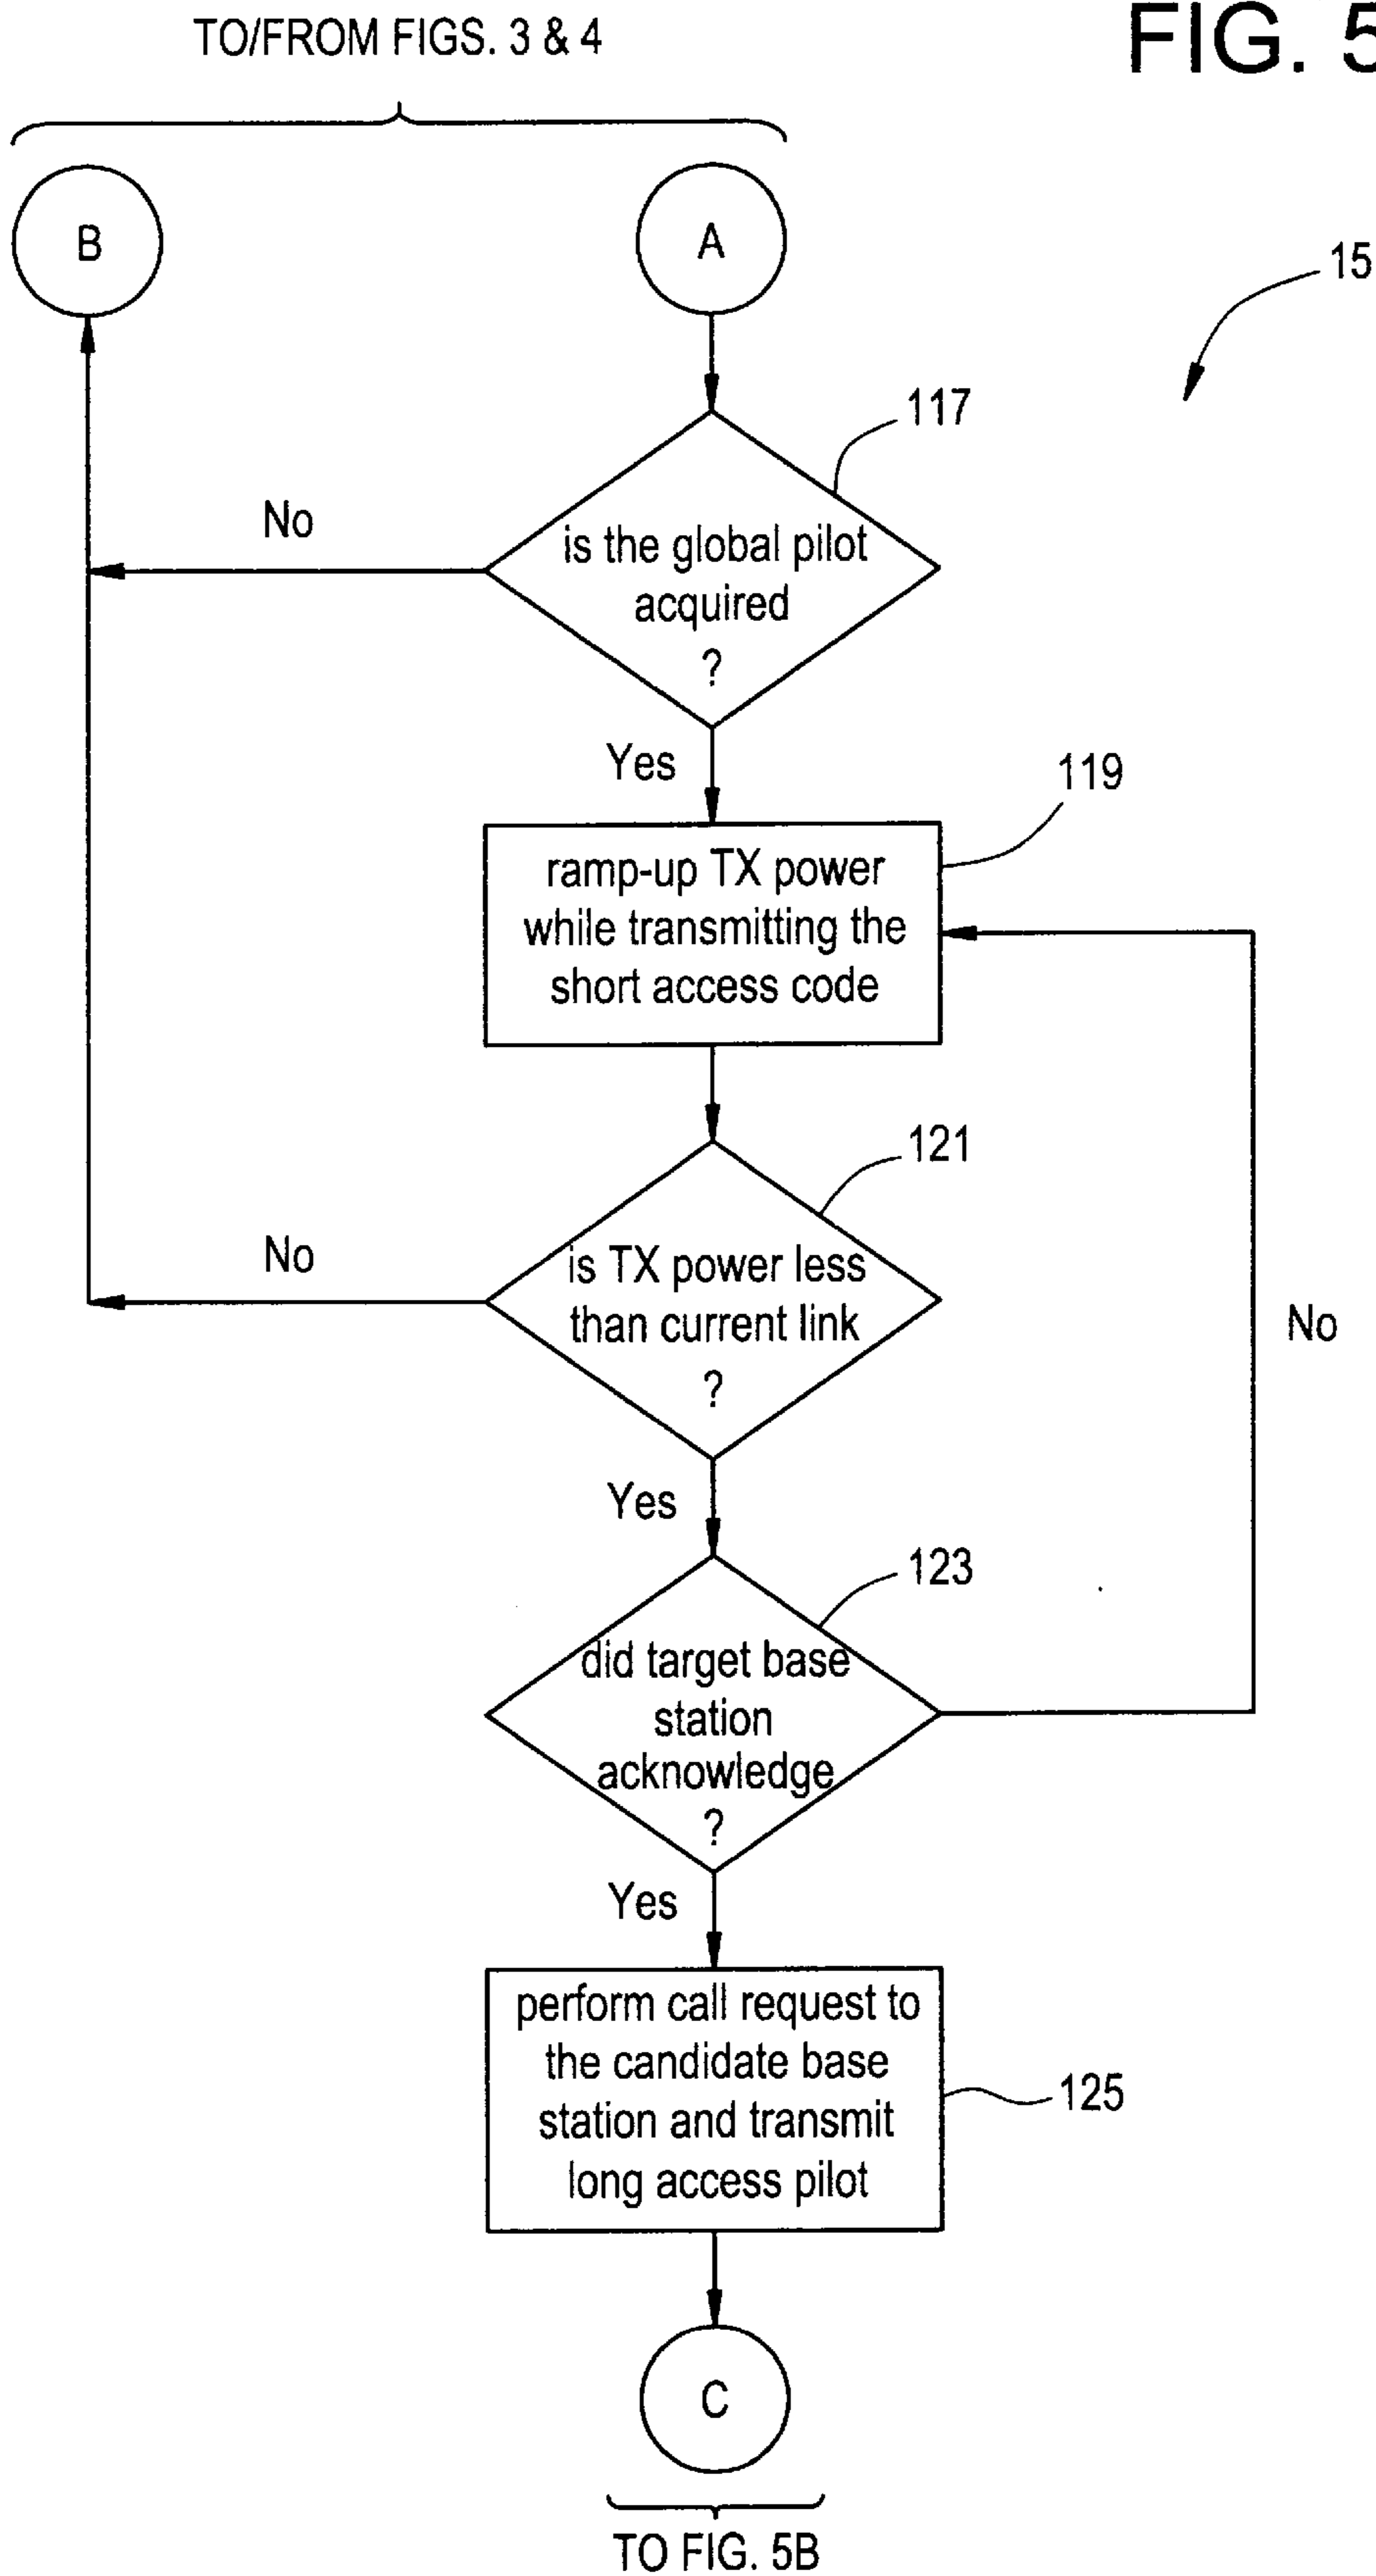 TO/FROM FIGS. 3 & 4
FIG. 5
B
A
15
117
No
is the global pilot
acquired
?
Yes
119
ramp-up TX power
while transmitting the
short access code
121
No
is TX power less
than current link
?
No
Yes
123
did target base
station
acknowledge
?
Yes
perform call request to
the candidate base
station and transmit
long access pilot
125
C
TO FIG. 5B